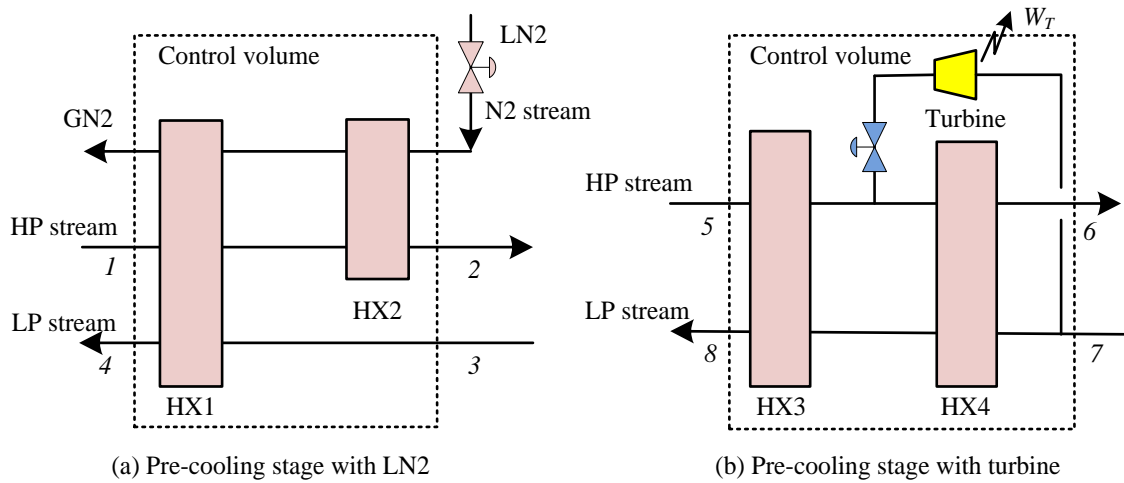 LN2
Control volume
N2 stream
GN2
HP stream
1
2
HX2
LP stream
4
3
HX1
(a) Pre-cooling stage with LN2
W_T
Control volume
Turbine
HP stream
5
6
LP stream
8
7
HX3
HX4
(b) Pre-cooling stage with turbine